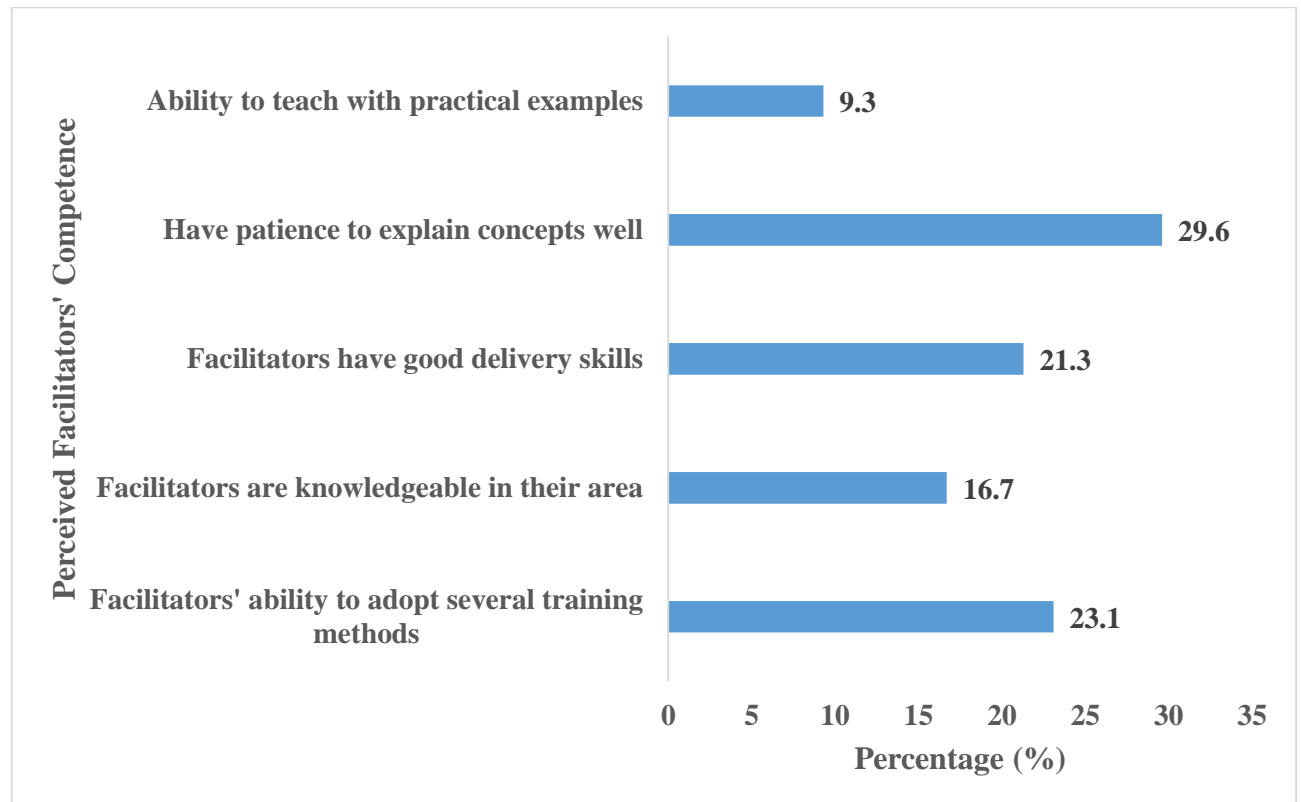 Perceived Facilitators' Competence
Ability to teach with practical examples
9.3
Have patience to explain concepts well
29.6
Facilitators have good delivery skills
21.3
Facilitators are knowledgeable in their area
16.7
Facilitators' ability to adopt several training
methods
23.1
0 5 10 15 20 25 30 35
Percentage (%)